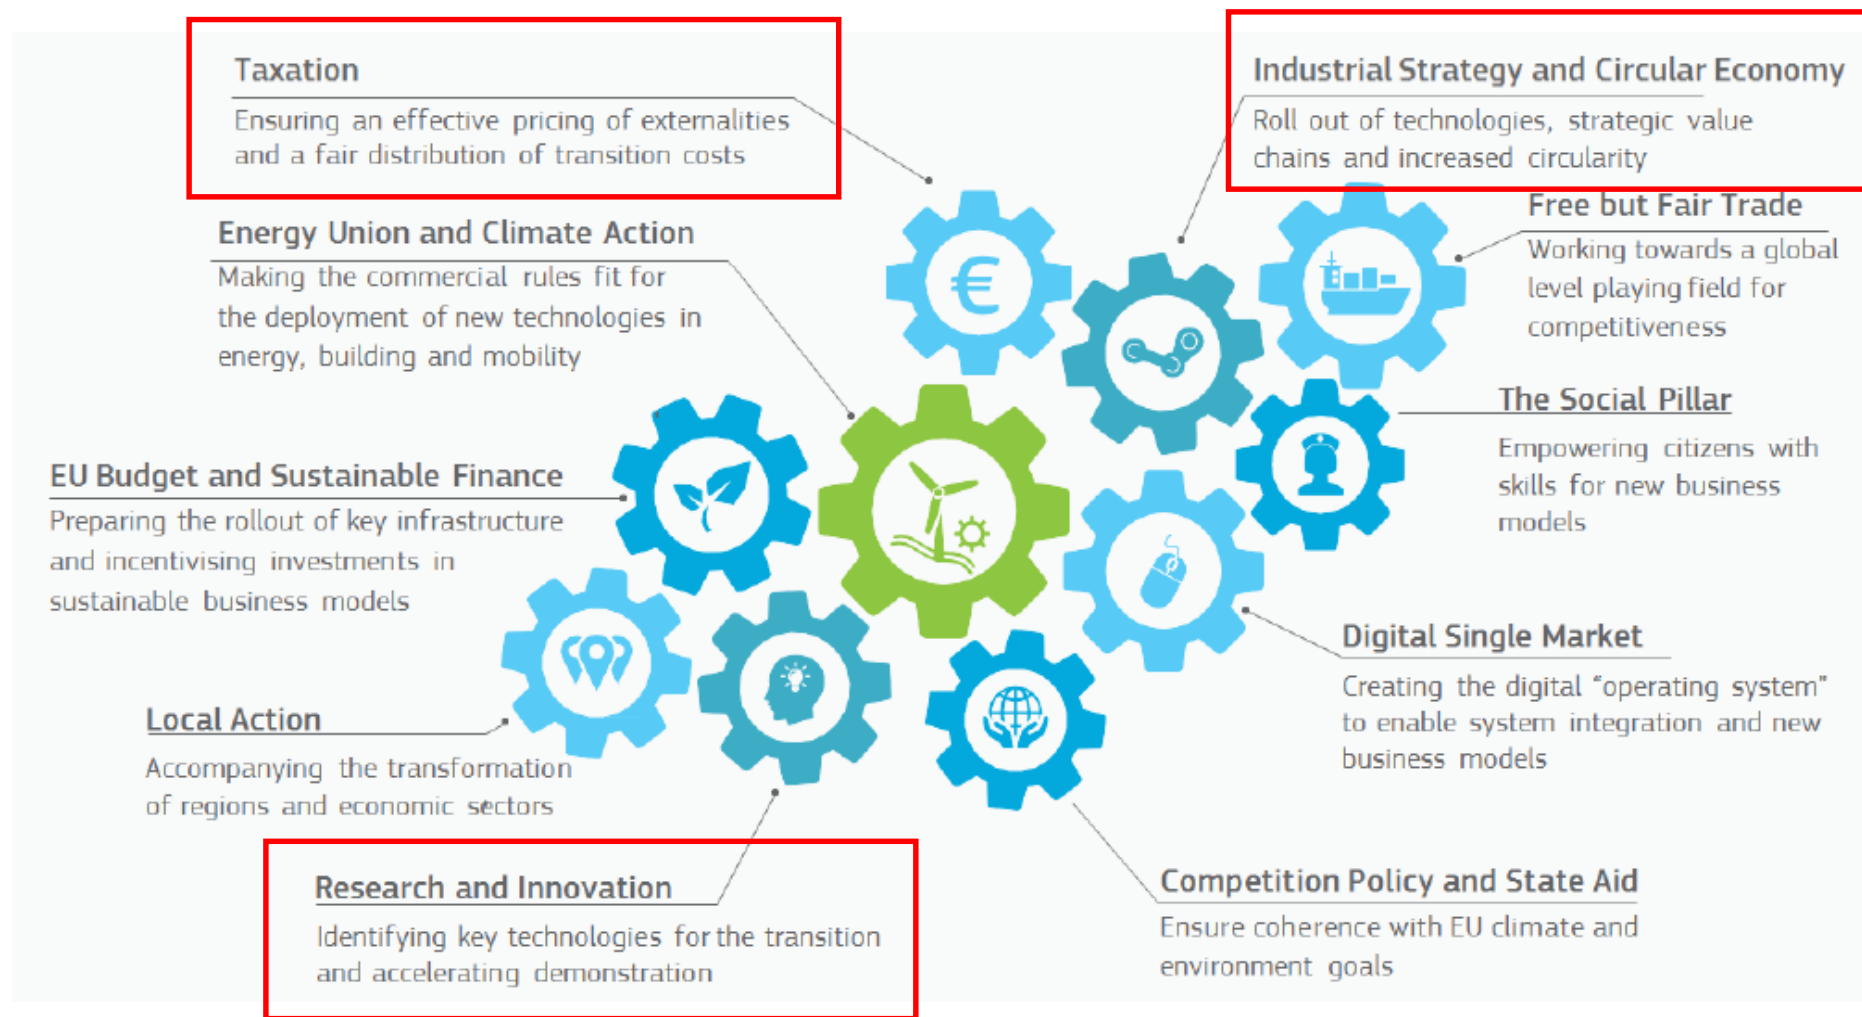 Taxation
Ensuring an effective pricing of externalities
and a fair distribution of transition costs
Industrial Strategy and Circular Economy
Roll out of technologies, strategic value
chains and increased circularity
Energy Union and Climate Action
Making the commercial rules fit for
the deployment of new technologies in
energy, building and mobility
Free but Fair Trade
Working towards a global
level playing field for
competitiveness
€
The Social Pillar
Empowering citizens with
skills for new business
models
EU Budget and Sustainable Finance
Preparing the rollout of key infrastructure
and incentivising investments in
sustainable business models
Digital Single Market
Creating the digital “operating system”
to enable system integration and new
business models
Local Action
Accompanying the transformation
of regions and economic sectors
Research and Innovation
Identifying key technologies for the transition
and accelerating demonstration
Competition Policy and State Aid
Ensure coherence with EU climate and
environment goals